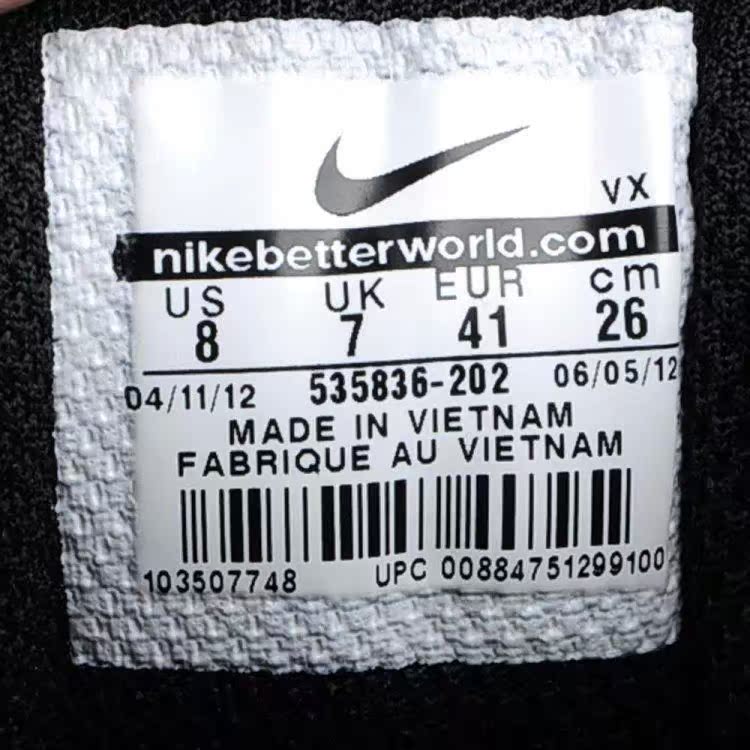 VX
nikebetterworld.com
US UK EUR cm
8 7 41 26
04/11/12 535836-202 06/05/12
MADE IN VIETNAM
FABRIQUE AU VIETNAM
103507748 UPC 00884751299100